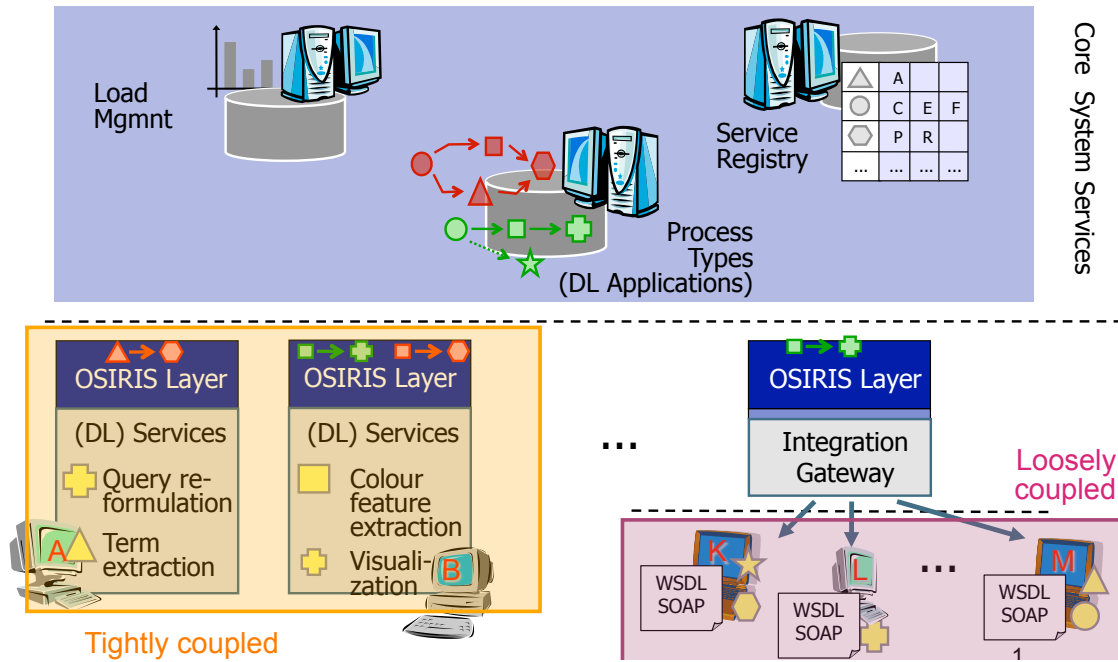 Core System Services
Load
Mgmnt
Service
Registry
A
C E F
P R
... ... ... ...
Process
Types
(DL Applications)
OSIRIS Layer
(DL) Services
Query re-
formulation
Term
extraction
A
OSIRIS Layer
(DL) Services
Colour
feature
extraction
Visuali-
zation
B
Tightly coupled
...
OSIRIS Layer
Integration
Gateway
Loosely
coupled
K
WSDL
SOAP
L
WSDL
SOAP
...
M
WSDL
SOAP
1